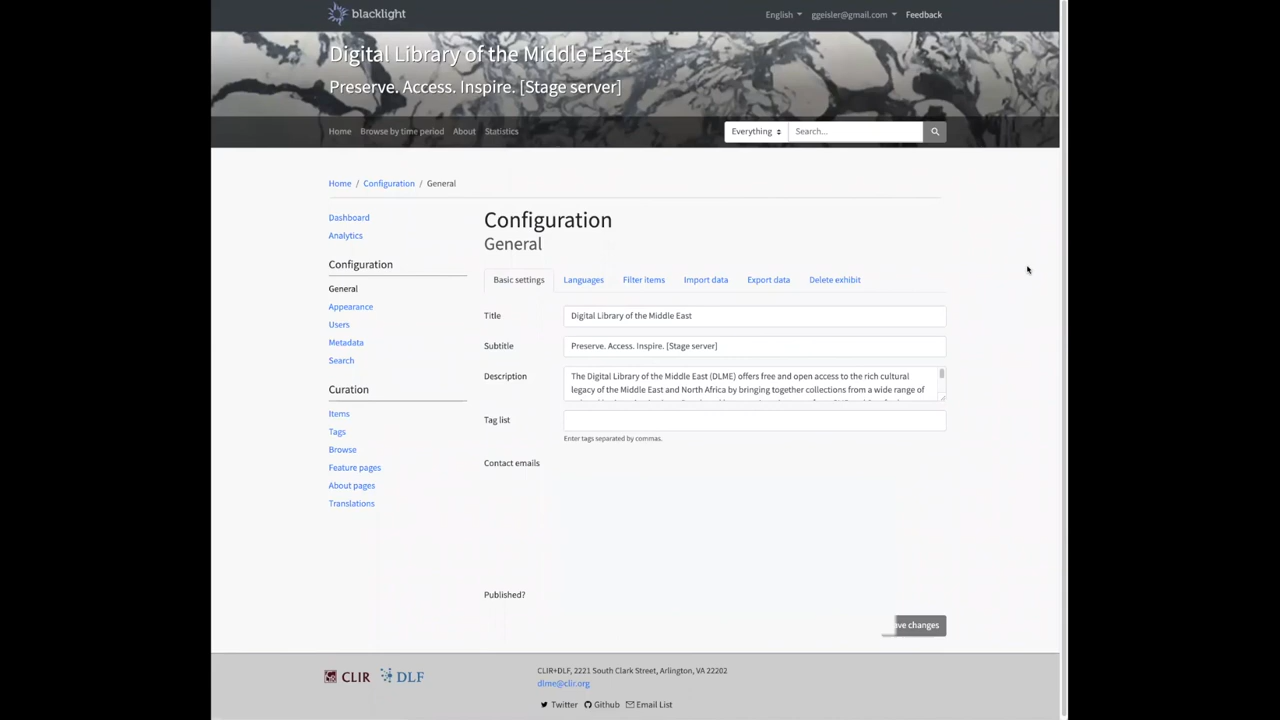 blacklight
English ggeisler@gmail.com Feedback
Digital Library of the Middle East
Preserve. Access. Inspire. [Stage server]
Home Browse by time period About Statistics
Everything Search...
Home / Configuration / General
Dashboard
Analytics
Configuration
General
Appearance
Users
Metadata
Search
Curation
Items
Tags
Browse
Feature pages
About pages
Translations
Configuration
General
Basic settings Languages Filter items Import data Export data Delete exhibit
Title Digital Library of the Middle East
Subtitle Preserve. Access. Inspire. [Stage server]
Description The Digital Library of the Middle East (DLME) offers free and open access to the rich cultural
legacy of the Middle East and North Africa by bringing together collections from a wide range of
Tag list
Enter tags separated by commas.
Contact emails
Published?
changes
CLIR DLF
CLIR+DLF, 2221 South Clark Street, Arlington, VA 22202
dlme@clir.org
Twitter Github Email List